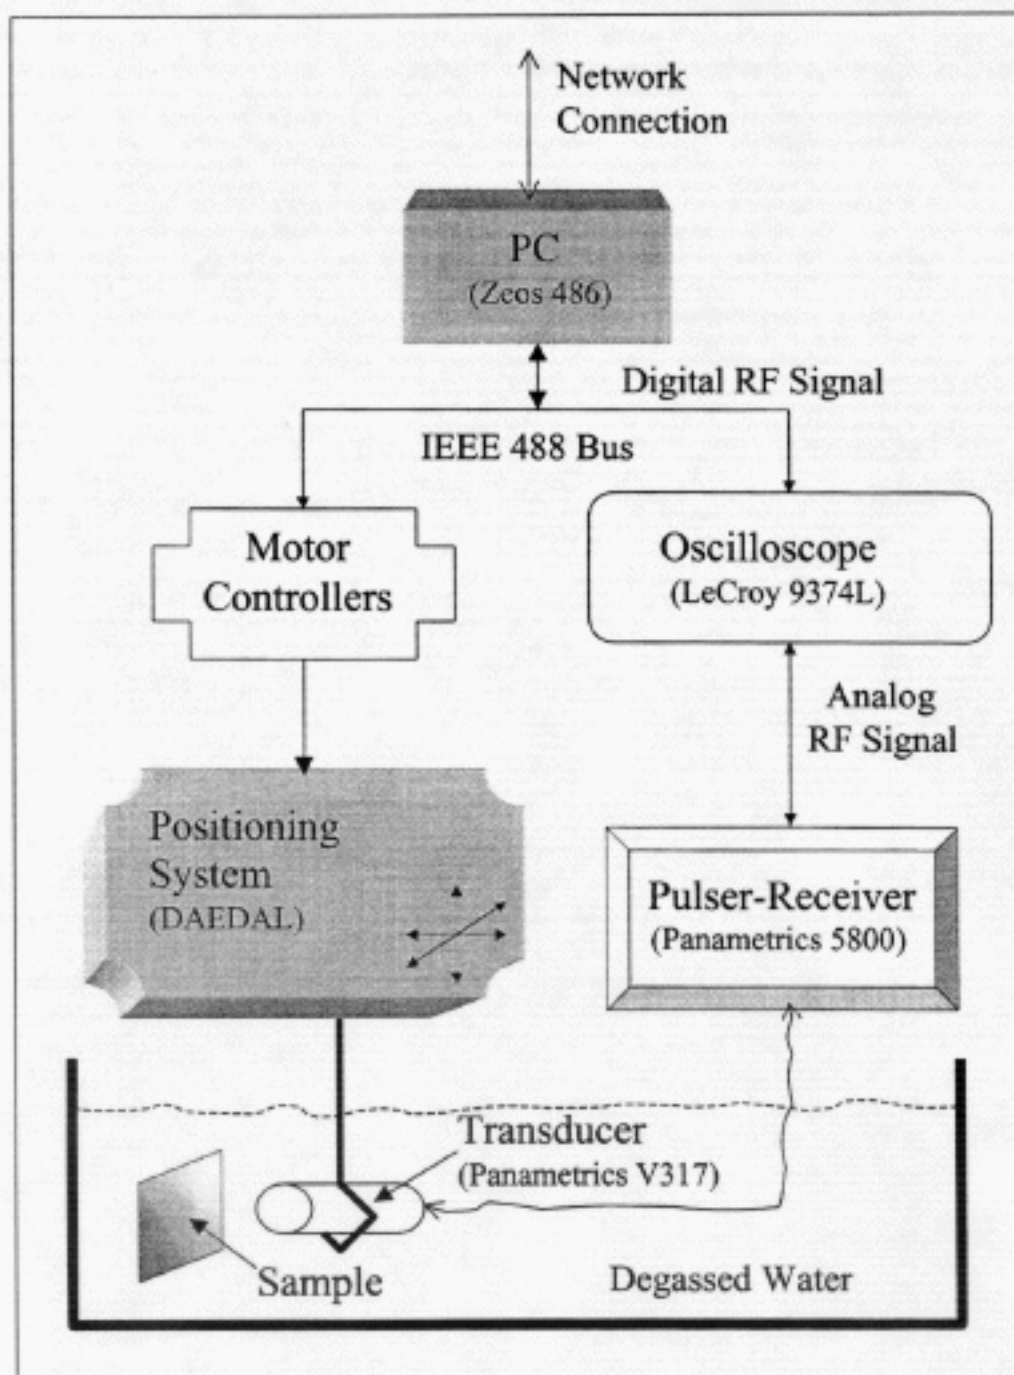 Network
Connection
PC
(Zeos 486)
Digital RF Signal
IEEE 488 Bus
Motor
Controllers
Oscilloscope
(LeCroy 9374L)
Analog
RF Signal
Positioning
System
(DAEDAL)
Pulser-Receiver
(Panametrics 5800)
Transducer
(Panametrics V317)
Sample
Degassed Water